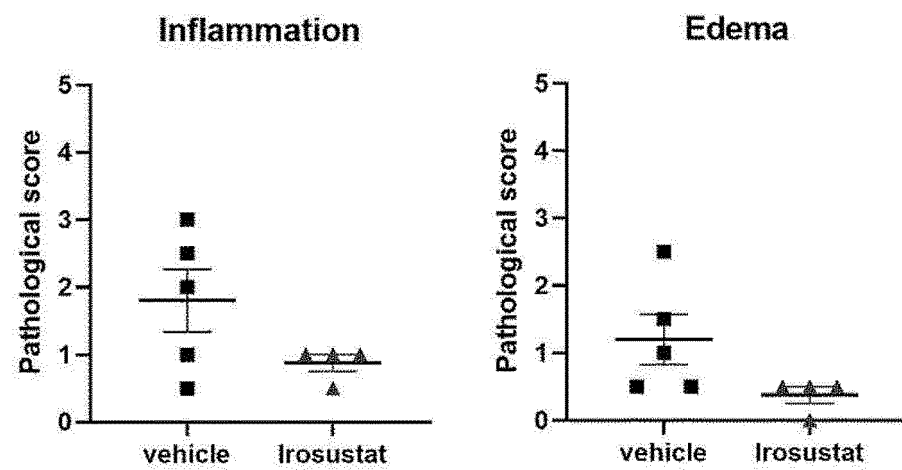 Inflammation
Pathological score
5
4
3
2
1
0
vehicle
Irosustat
Edema
Pathological score
5
4
3
2
1
0
vehicle
Irosustat